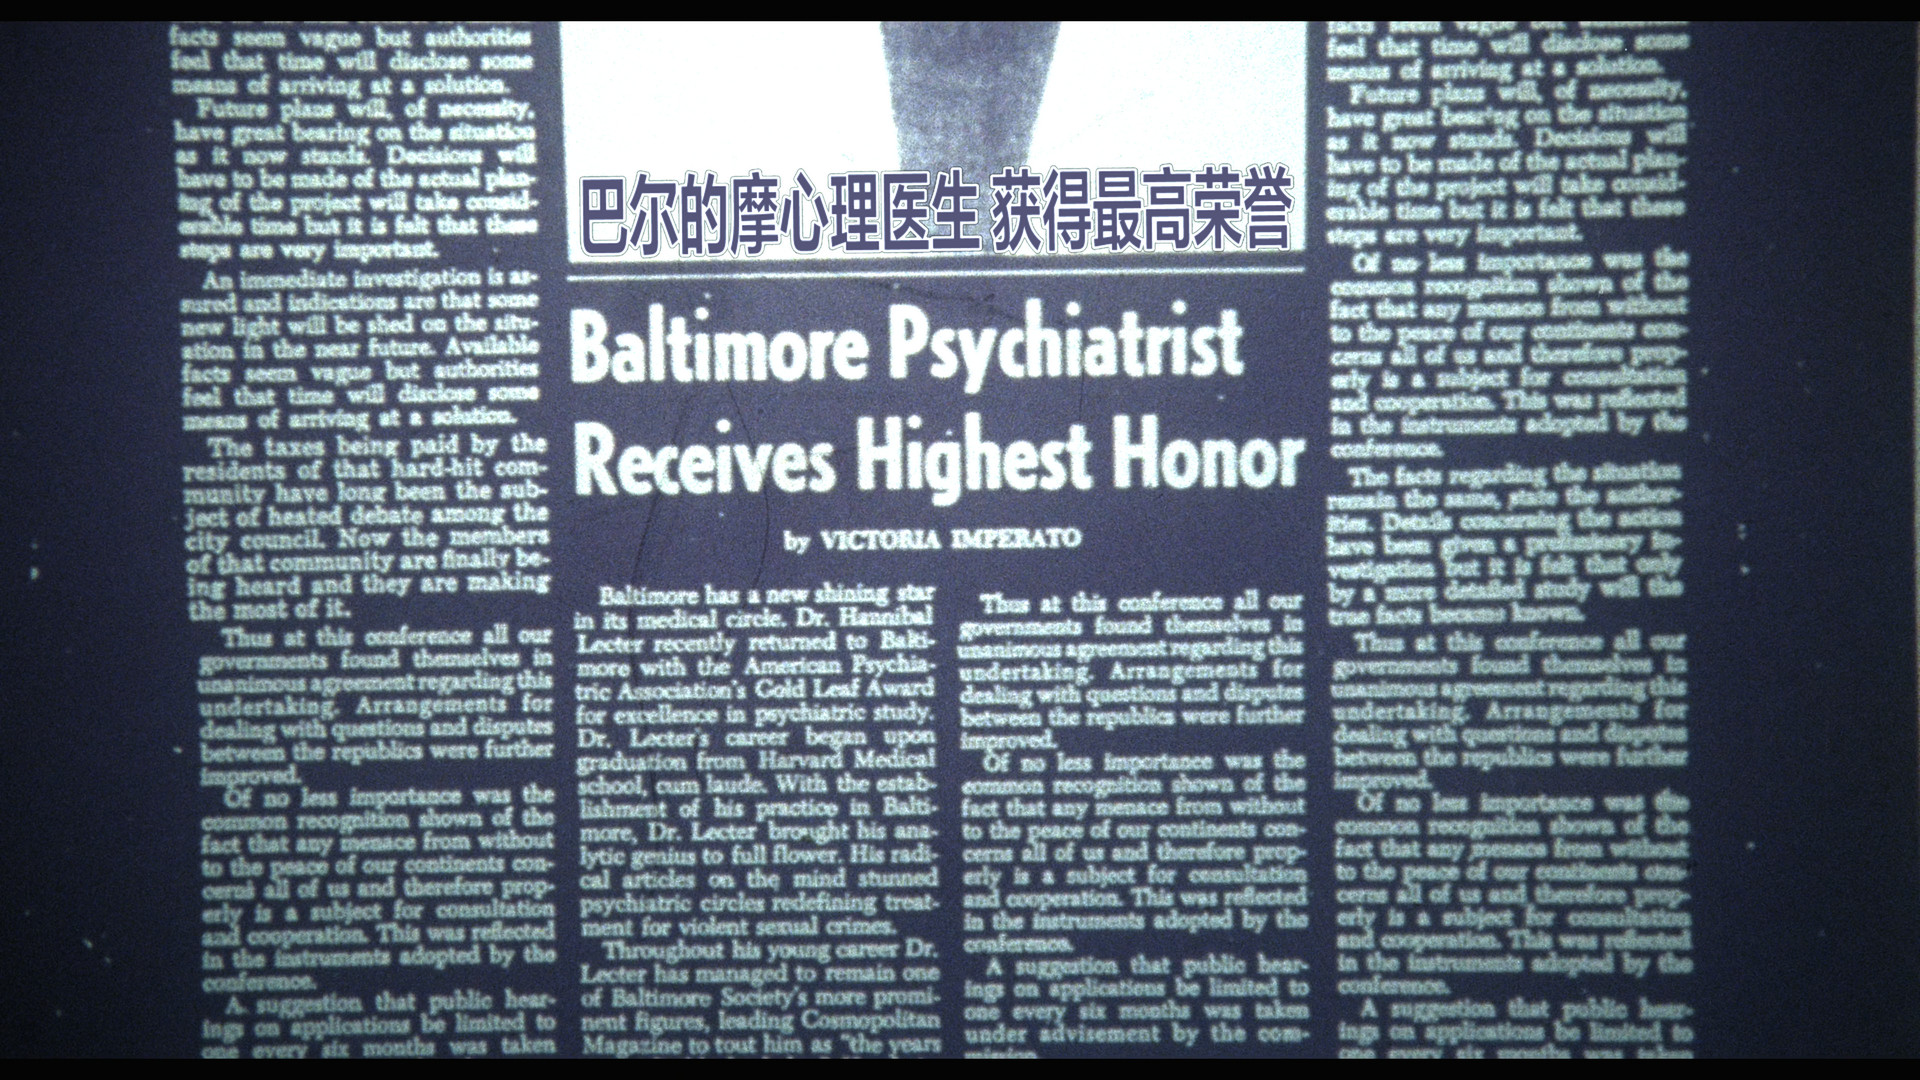 facts seem vague but authorities
feel that time will disclose some
means of arriving at a solution.
Future plans will, of necessity,
have great bearing on the situation
as it now stands. Decisions will
have to be made of the actual plan-
ing of the project will take consid-
erable time but it is felt that these
steps are very important.
An immediate investigation is as-
sured and indications are that some
new light will be shed on the situ-
ation in the near future. Available
facts seem vague but authorities
feel that time will disclose some
means of arriving at a solution.
The taxes being paid by the
residents of that hard-hit com-
munity have long been the sub-
ject of heated debate among the
city council. Now the members
of that community are finally be-
ing heard and they are making
the most of it.
Thus at this conference all our
governments found themselves in
unanimous agreement regarding this
undertaking. Arrangements for
dealing with questions and disputes
between the republics were further
improved.
Of no less importance was the
common recognition shown of the
fact that any menace from without
to the peace of our continents con-
cerns all of us and therefore prop-
erly is a subject for consultation
and cooperation. This was reflected
in the instruments adopted by the
conference.
A suggestion that public hear-
ings on applications be limited to
one every six months was taken
巴尔的摩心理医生 获得最高荣誉
Baltimore Psychiatrist
Receives Highest Honor
by VICTORIA IMPERATO
Baltimore has a new shining star
in its medical circle. Dr. Hannibal
Lecter recently returned to Balti-
more with the American Psychia-
tric Association's Gold Leaf Award
for excellence in psychiatric study.
Dr. Lecter's career began upon
graduation from Harvard Medical
school, cum laude. With the estab-
lishment of his practice in Balti-
more, Dr. Lecter brought his ana-
lytic genius to full flower. His radi-
cal articles on the mind stunned
psychiatric circles redefining treat-
ment for violent sexual crimes.
Throughout his young career Dr.
Lecter has managed to remain one
of Baltimore Society's more promi-
nent figures, leading Cosmopolitan
Magazine to tout him as "the years
Thus at this conference all our
governments found themselves in
unanimous agreement regarding this
undertaking. Arrangements for
dealing with questions and disputes
between the republics were further
improved.
Of no less importance was the
common recognition shown of the
fact that any menace from without
to the peace of our continents con-
cerns all of us and therefore prop-
erly is a subject for consultation
and cooperation. This was reflected
in the instruments adopted by the
conference.
A suggestion that public hear-
ings on applications be limited to
one every six months was taken
under advisement by the com-
facts seem vague but
feel that time will disclose some
means of arriving at a solution.
Future plans will, of necessity,
have great bearing on the situation
as it now stands. Decisions will
have to be made of the actual plan-
ing of the project will take consid-
erable time but it is felt that these
steps are very important.
Of no less importance was the
common recognition shown of the
fact that any menace from without
to the peace of our continents con-
cerns all of us and therefore prop-
erly is a subject for consultation
and cooperation. This was reflected
in the instruments adopted by the
conference.
The facts regarding the situation
remain the same, state the author-
ities. Details concerning the action
have been given a preliminary in-
vestigation but it is felt that only
by a more detailed study will the
true facts become known.
Thus at this conference all our
governments found themselves in
unanimous agreement regarding this
undertaking. Arrangements for
dealing with questions and disputes
between the republics were further
improved.
Of no less importance was the
common recognition shown of the
fact that any menace from without
to the peace of our continents con-
cerns all of us and therefore prop-
erly is a subject for consultation
and cooperation. This was reflected
in the instruments adopted by the
conference.
A suggestion that public hear-
ings on applications be limited to
one every six months was taken